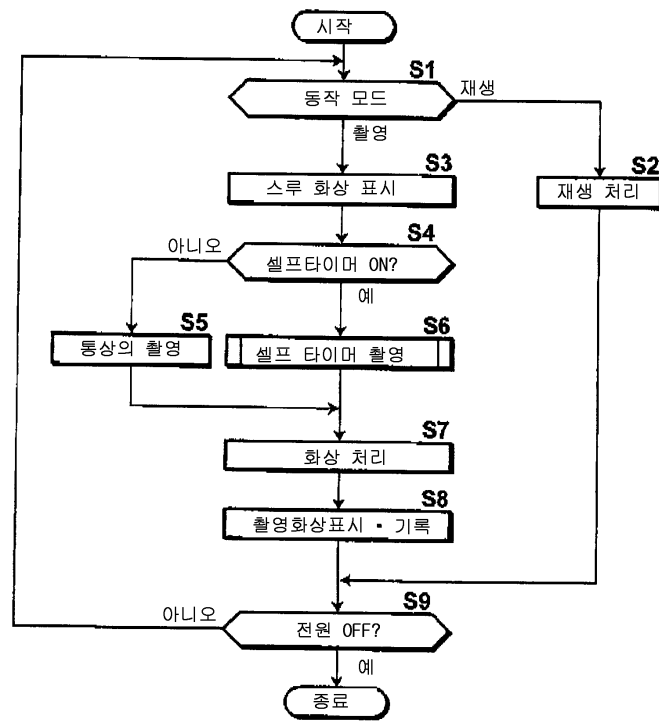 시작
S1
동작 모드
재생
촬영
S3
스루 화상 표시
S2
재생 처리
S4
아니오
셀프타이머 ON?
예
S5
통상의 촬영
S6
셀프 타이머 촬영
S7
화상 처리
S8
촬영화상표시 · 기록
S9
아니오
전원 OFF?
예
종료